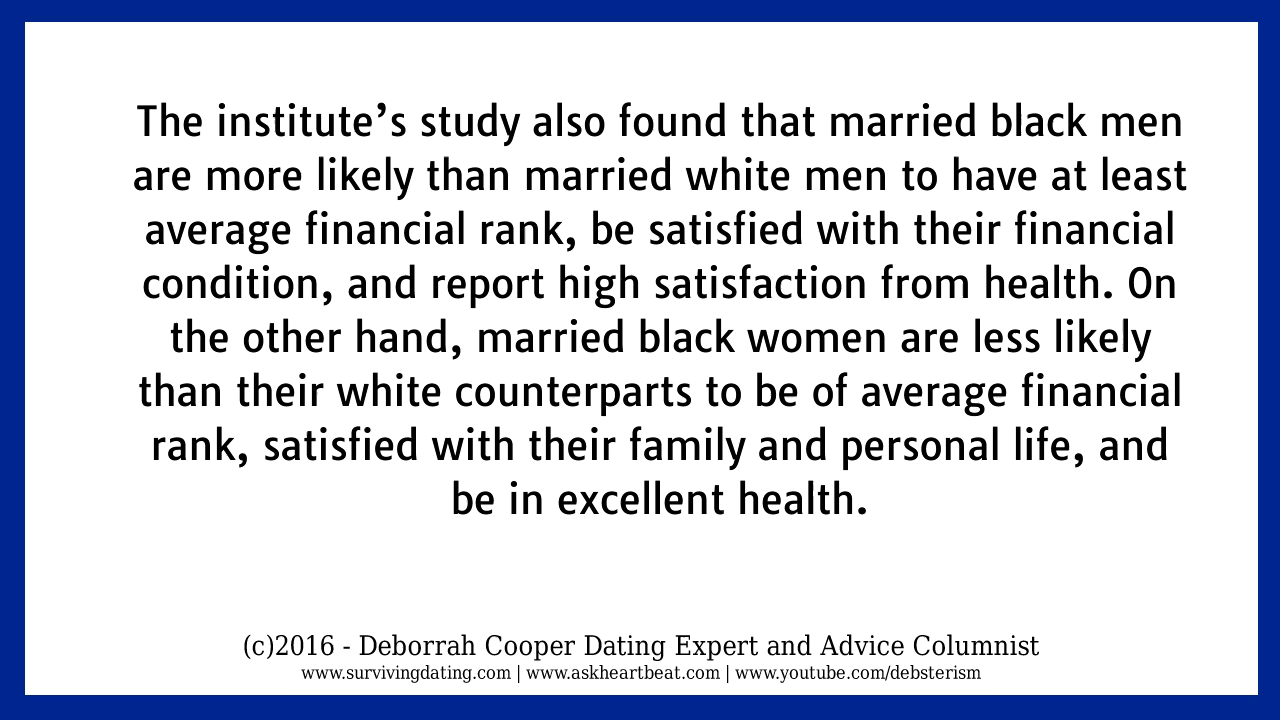 The institute’s study also found that married black men
are more likely than married white men to have at least
average financial rank, be satisfied with their financial
condition, and report high satisfaction from health. On
the other hand, married black women are less likely
than their white counterparts to be of average financial
rank, satisfied with their family and personal life, and
be in excellent health.
(c)2016 - Deborrah Cooper Dating Expert and Advice Columnist
www.survivingdating.com | www.askheartbeat.com | www.youtube.com/debsterism